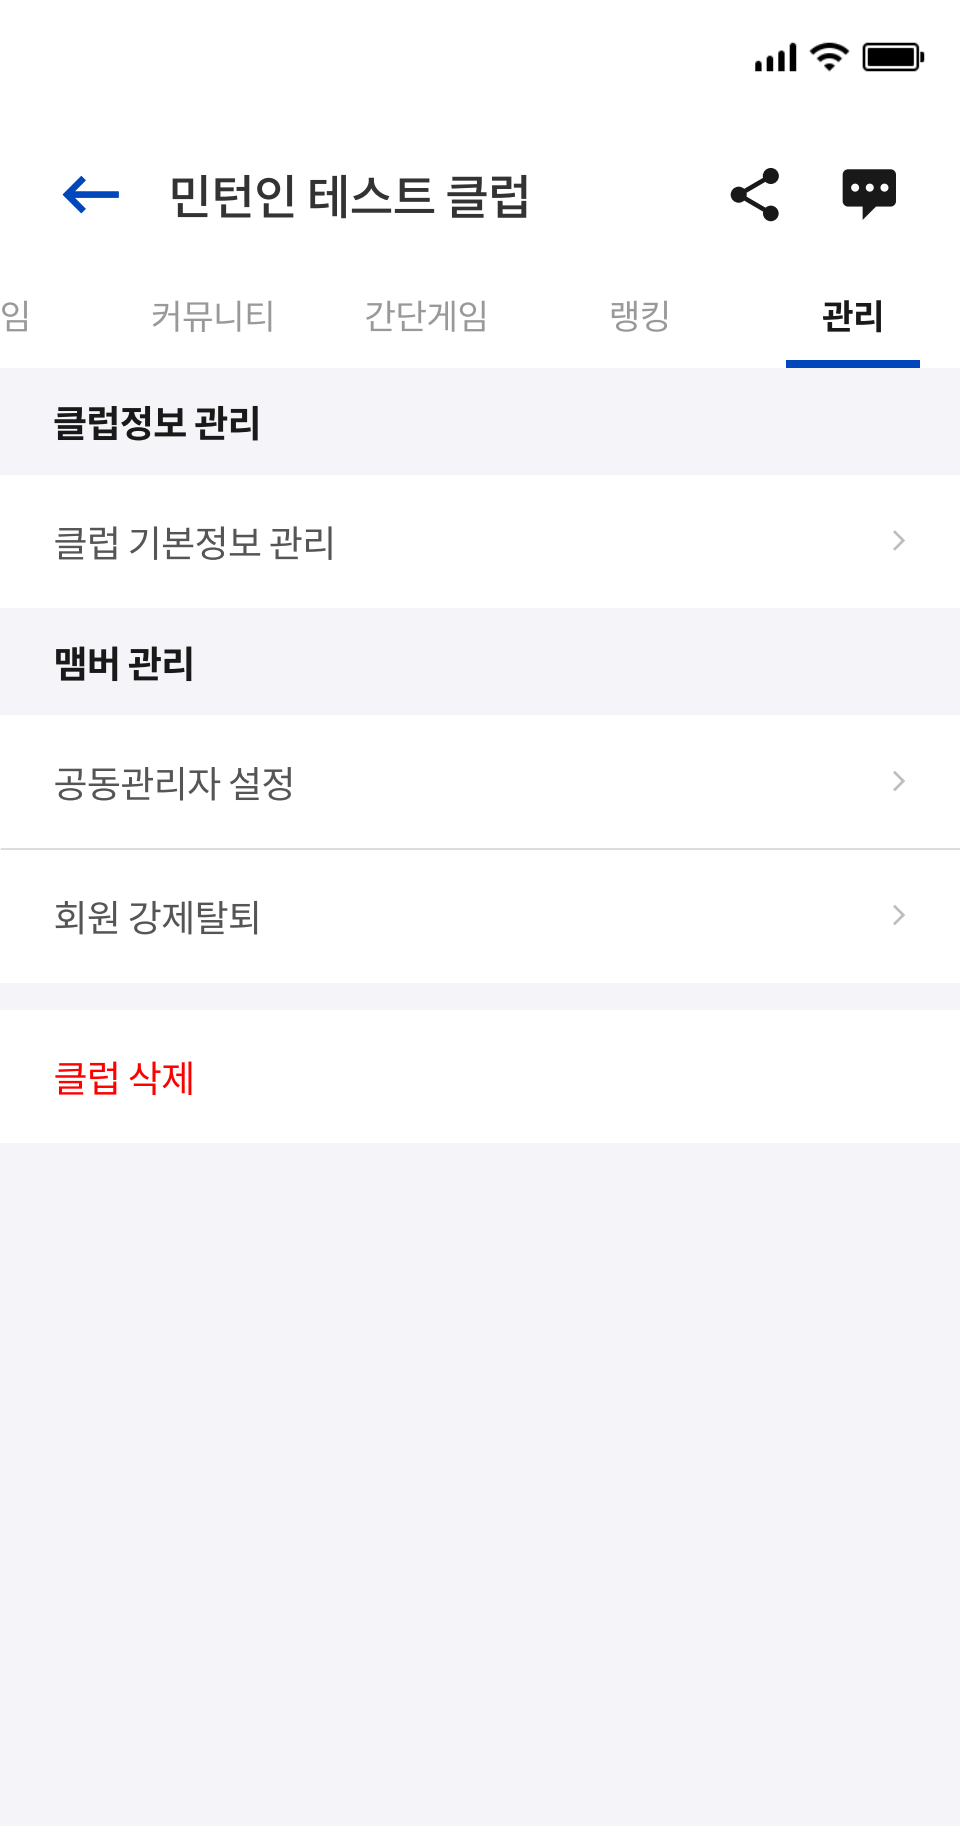 민턴인 테스트 클럽
임 커뮤니티 간단게임 랭킹 관리
클럽정보 관리
클럽 기본정보 관리
맴버 관리
공동관리자 설정
회원 강제탈퇴
클럽 삭제